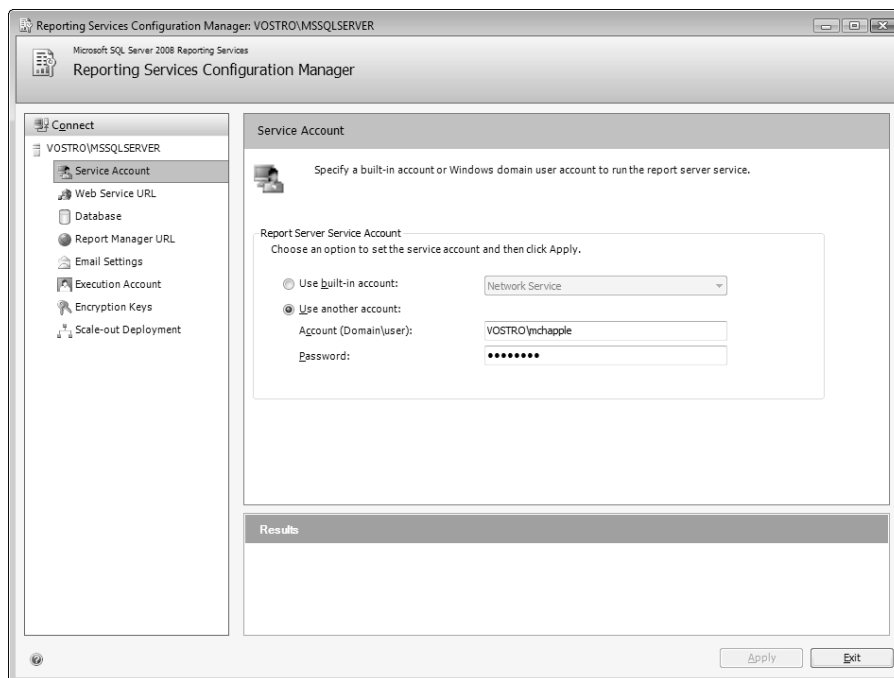 Reporting Services Configuration Manager: VOSTRO\MSSQLSERVER
Microsoft SQL Server 2008 Reporting Services
Reporting Services Configuration Manager
Connect
VOSTRO\MSSQLSERVER
Service Account
Web Service URL
Database
Report Manager URL
Email Settings
Execution Account
Encryption Keys
Scale-out Deployment
Service Account
Specify a built-in account or Windows domain user account to run the report server service.
Report Server Service Account
Choose an option to set the service account and then click Apply.
Use built-in account:
Network Service
Use another account:
Account (Domain\user):
VOSTRO\mchapple
Password:
••••••••
Results
Apply
Exit